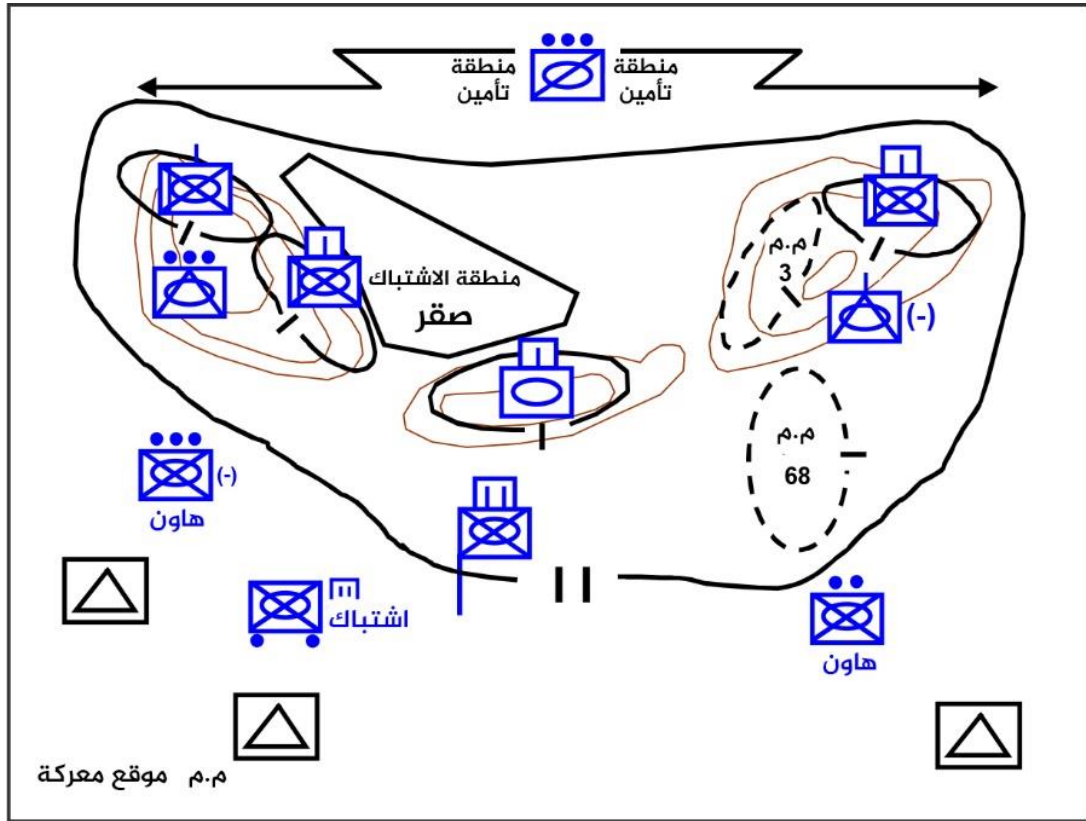 منطقة
تأمين
منطقة
تأمين
منطقة الاشتباك
صقر
م.م
3
(-)
م.م
68
(-)
هاون
اشتباك
هاون
م.م موقع معركة